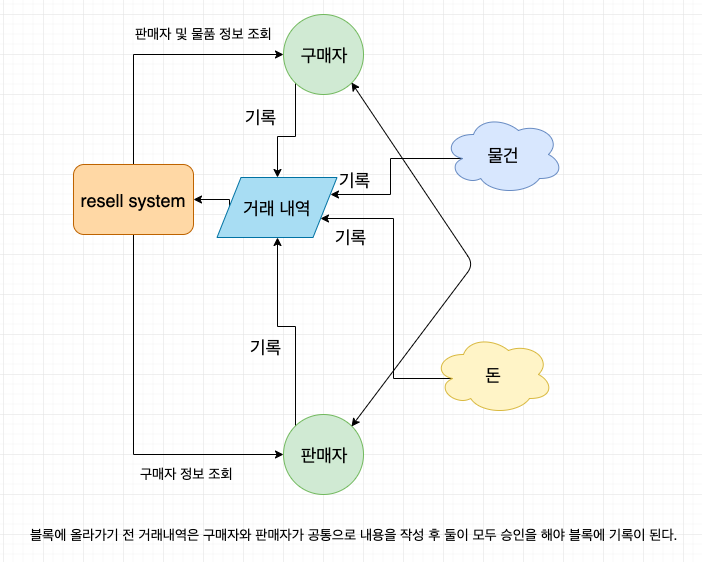 판매자 및 물품 정보 조회
구매자
기록
물건
기록
resell system
거래 내역
기록
기록
돈
판매자
구매자 정보 조회
블록에 올라가기 전 거래내역은 구매자와 판매자가 공통으로 내용을 작성 후 둘이 모두 승인을 해야 블록에 기록이 된다.